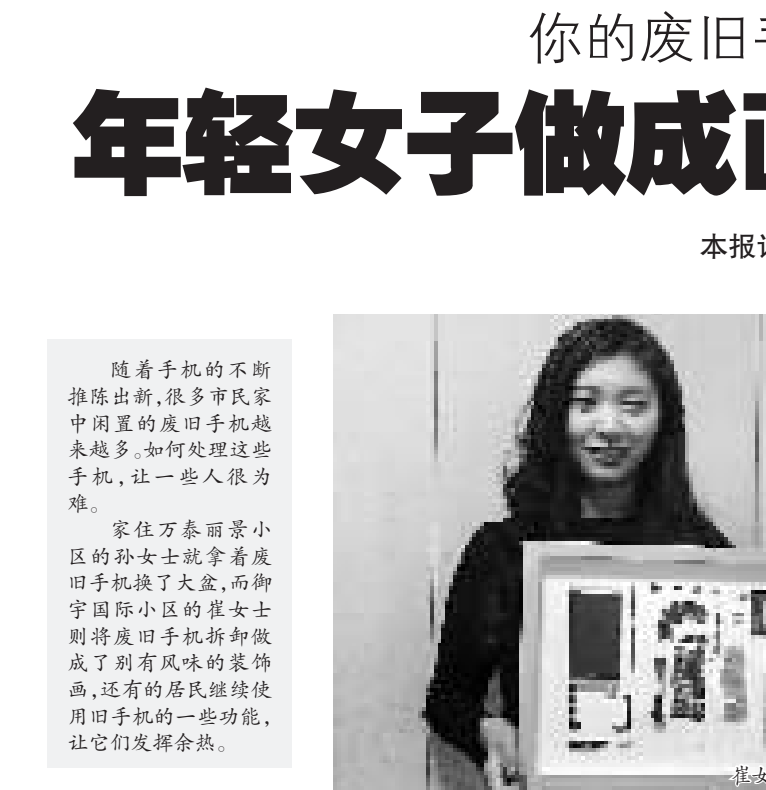 你的废旧
年轻女子做成
本报
随着手机的不断
推陈出新,很多市民家
中闲置的废旧手机越
来越多。如何处理这些
手机,让一些人很为
难。
家住万泰丽景小
区的孙女士就拿着废
旧手机换了大盆,而御
宇国际小区的崔女士
则将废旧手机拆卸做
成了别有风味的装饰
画,还有的居民继续使
用旧手机的一些功能,
让它们发挥余热。
崔